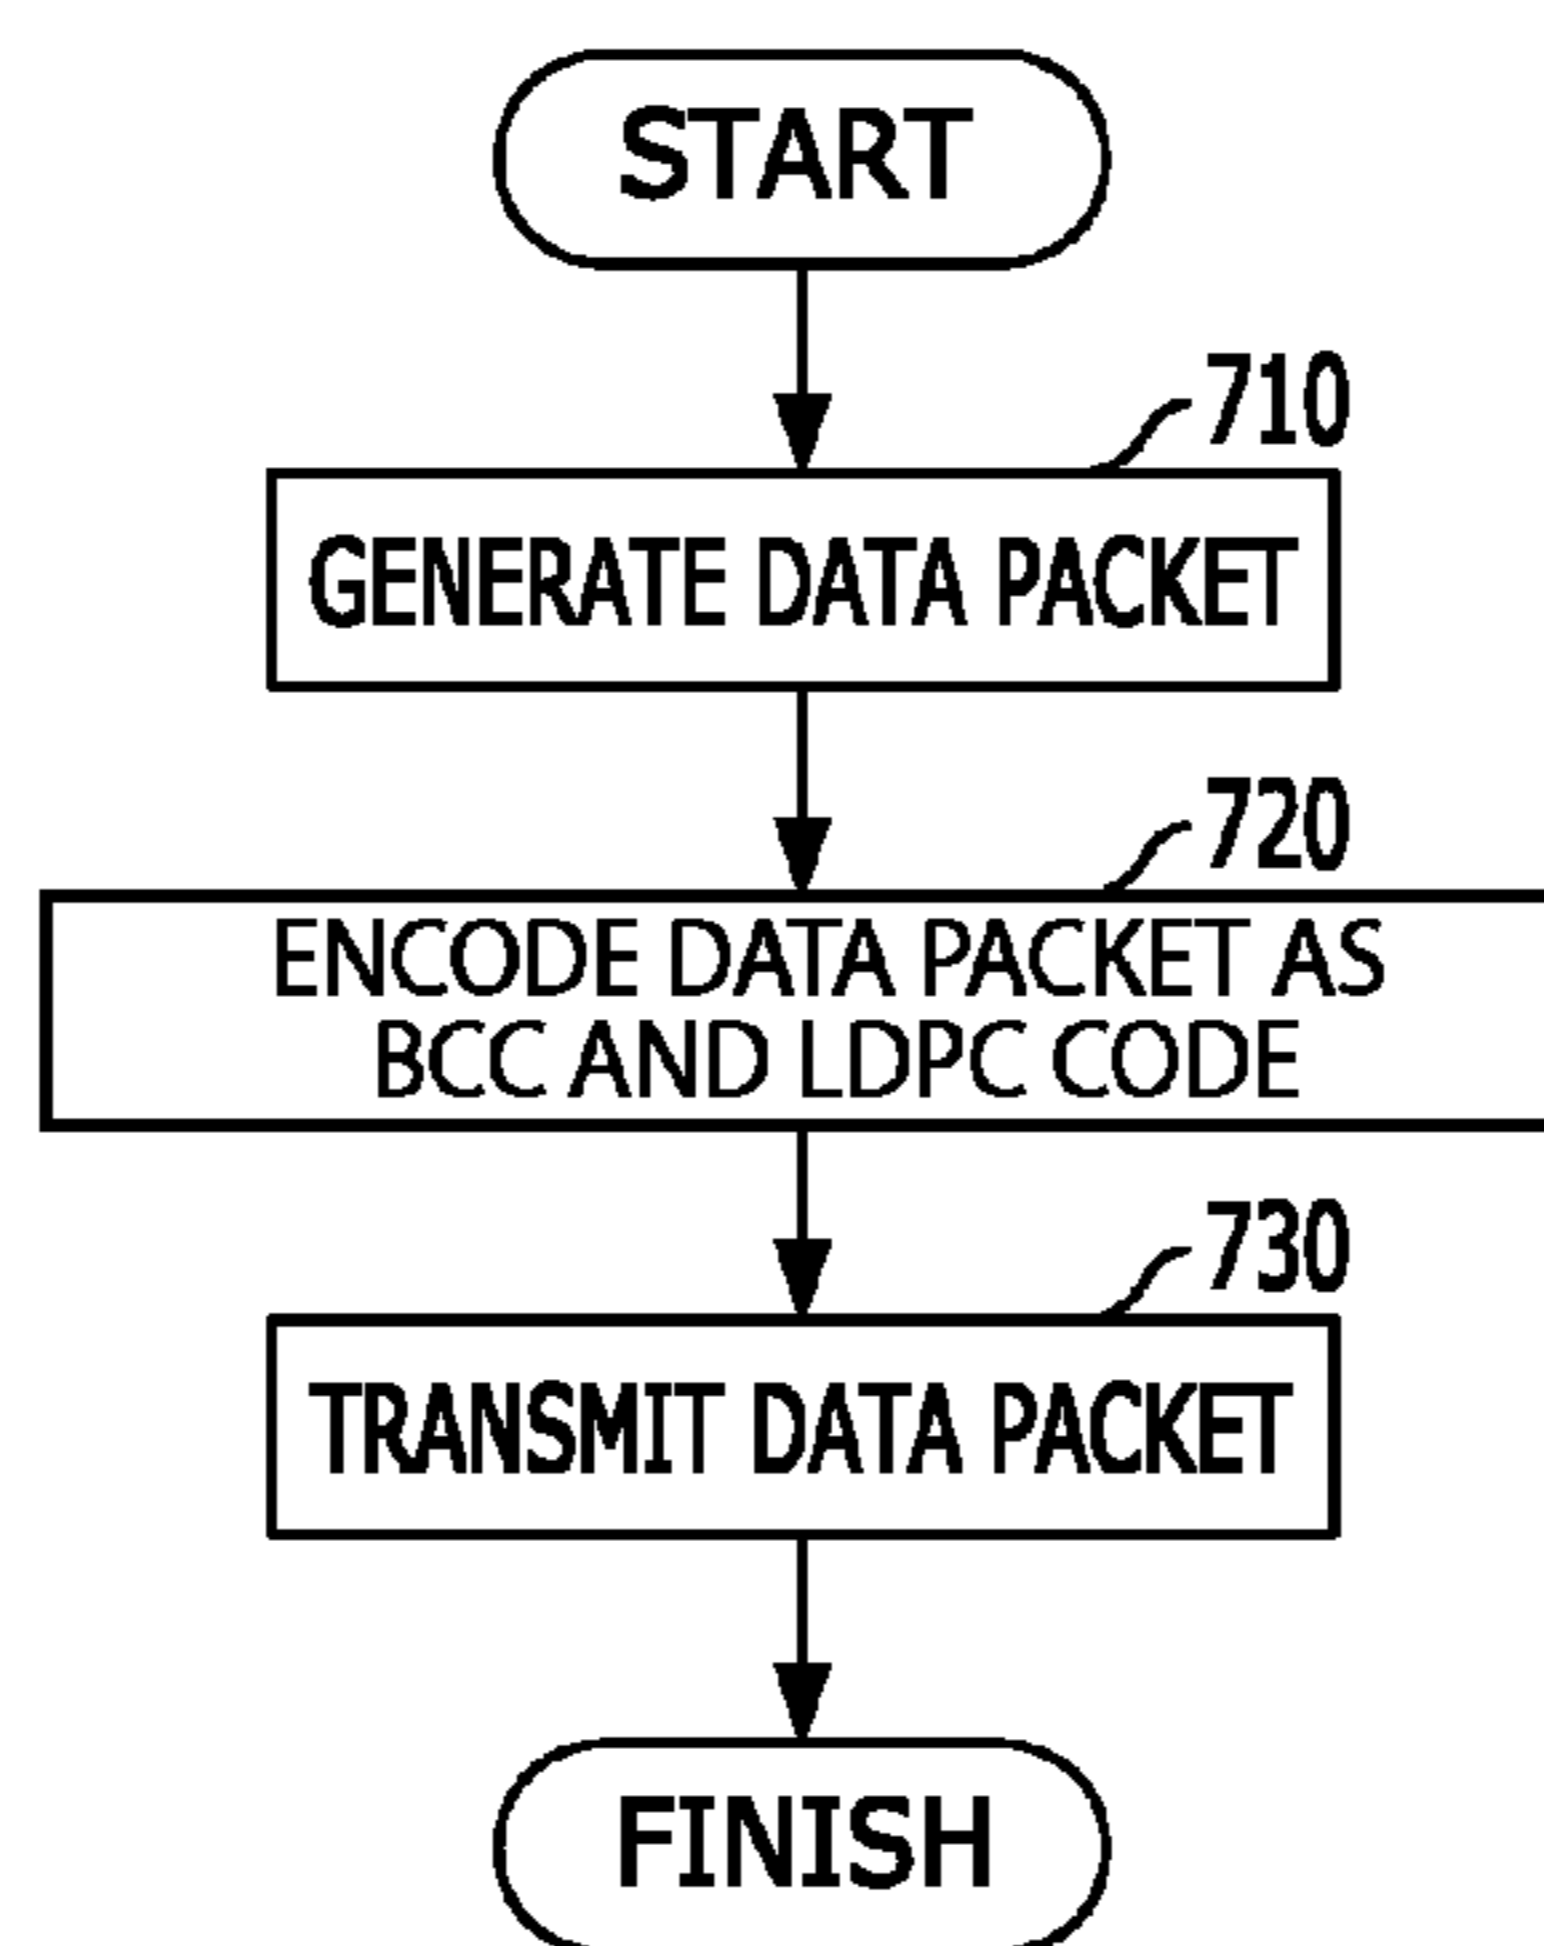 START
710
GENERATE DATA PACKET
720
ENCODE DATA PACKET AS
BCC AND LDPC CODE
730
TRANSMIT DATA PACKET
FINISH